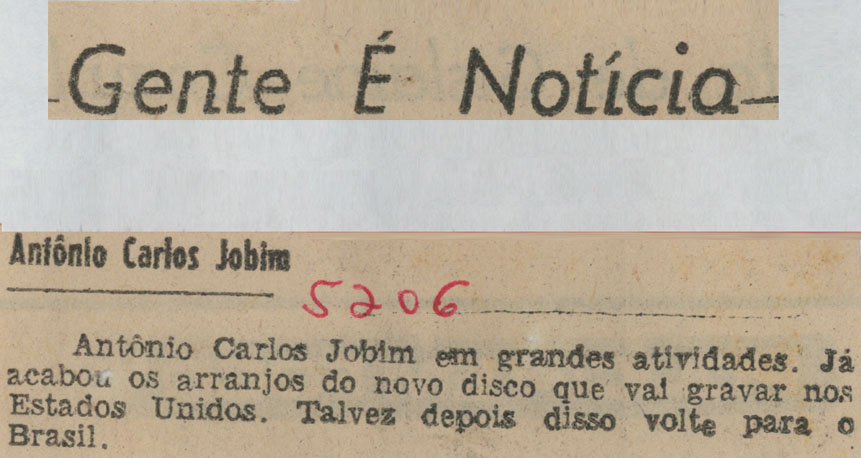 Gente É Notícia
Antônio Carlos Jobim
5206
Antônio Carlos Jobim em grandes atividades. Já
acabou os arranjos do novo disco que vai gravar nos
Estados Unidos. Talvez depois disso volte para o
Brasil.